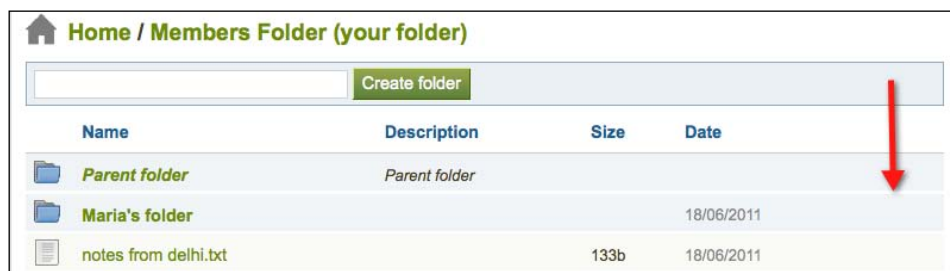 Home / Members Folder (your folder)
Create folder
Name Description Size Date
Parent folder Parent folder
Maria's folder 18/06/2011
notes from delhi.txt 133b 18/06/2011